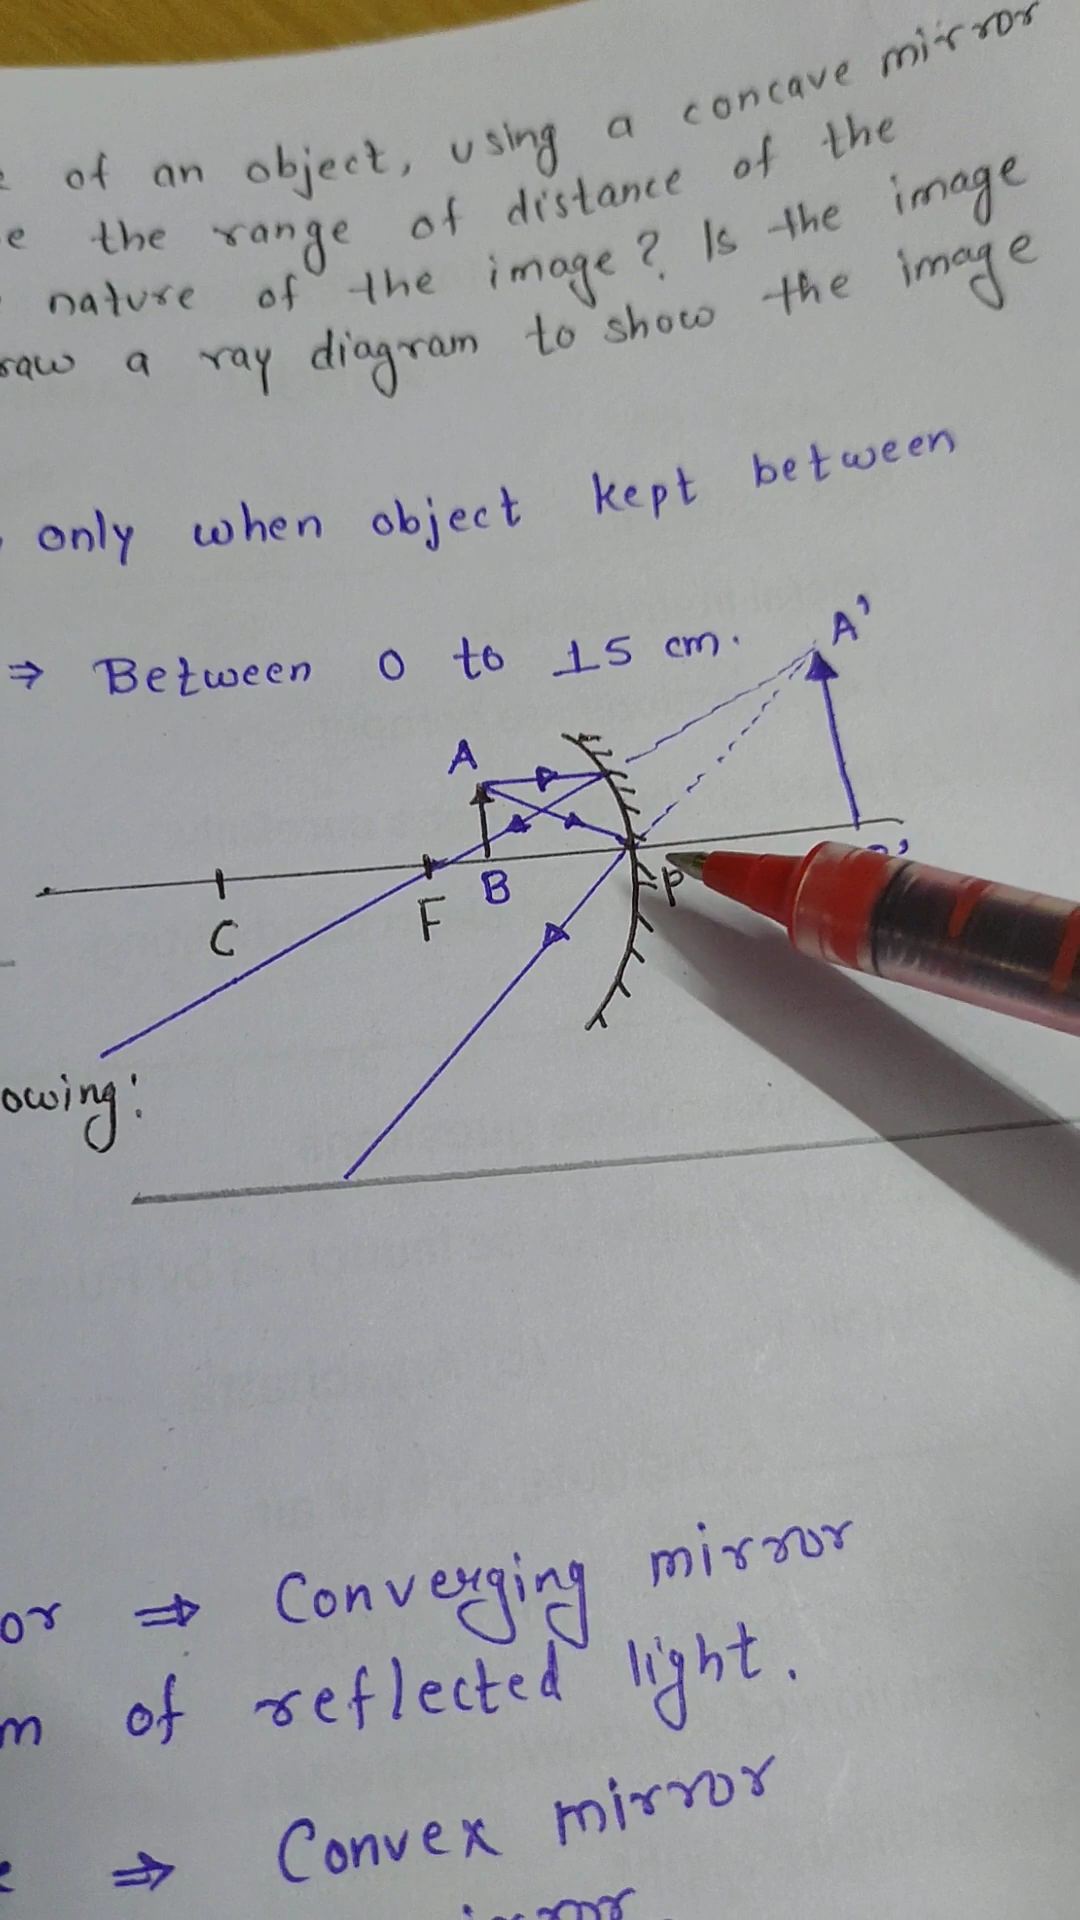 of an object, using a concave mirror
e the range of distance of the
nature of the image? Is the image
raw a ray diagram to show the image
only when object kept between
⇒ Between 0 to 15 cm.
A'
A
B
P
F
C
owing:
or ⇒ Converging mirror
m of reflected light.
e ⇒ Convex mirror